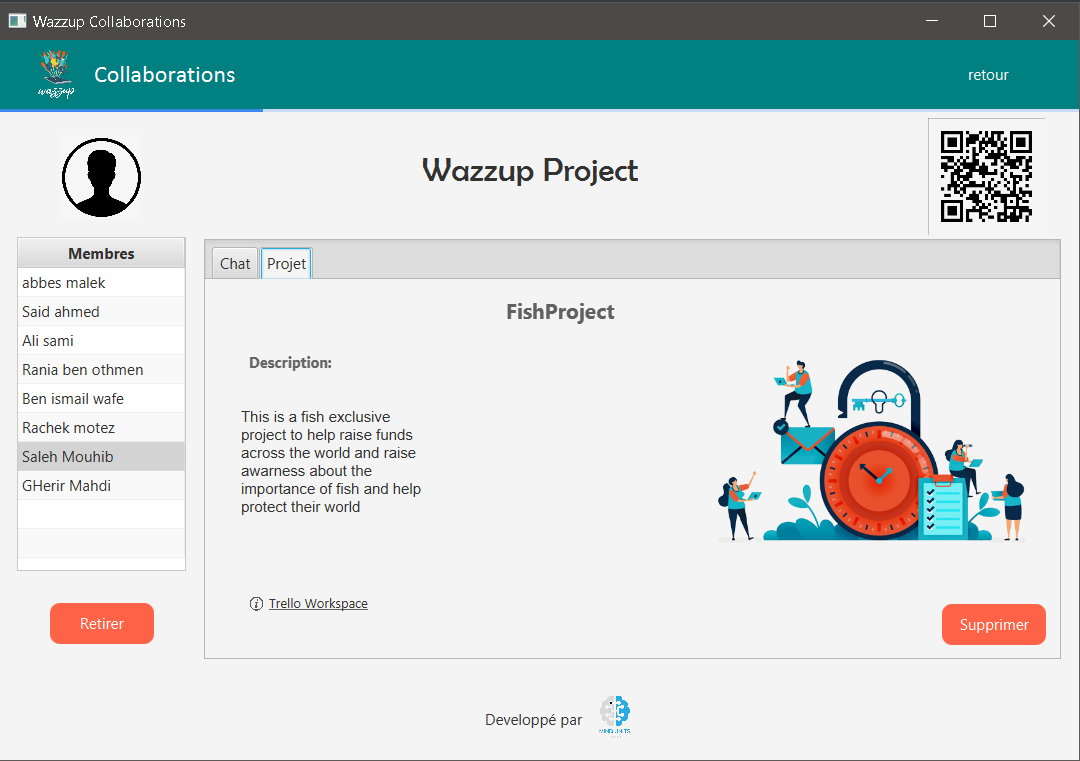 Wazzup Collaborations
wazzup
Collaborations
retour
Wazzup Project
Membres
abbes malek
Said ahmed
Ali sami
Rania ben othmen
Ben ismail wafe
Rachek motez
Saleh Mouhib
GHerir Mahdi
Retirer
Chat
Projet
FishProject
Description:
This is a fish exclusive
project to help raise funds
across the world and raise
awarness about the
importance of fish and help
protect their world
Trello Workspace
Supprimer
Developpé par
MIND UNITS